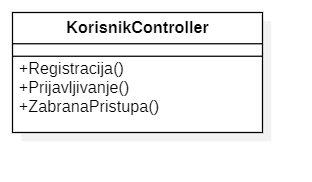 KorisnikController
+Registracija()
+Prijavljivanje()
+ZabranaPristupa()